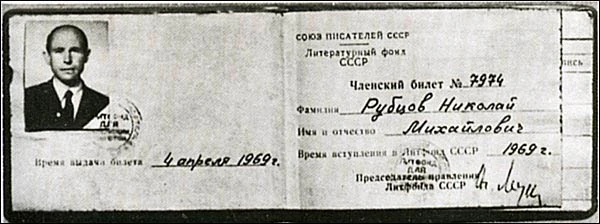 Время выдачи билета 4 апреля 1969 г.
СОЮЗ ПИСАТЕЛЕЙ СССР
Литературный фонд
СССР
Членский билет № 7974
Фамилия Рубцов Николай
Имя и отчество Михайлович
Время вступления в Литфонд СССР 1969 г.
Председатель правления
Литфонда СССР